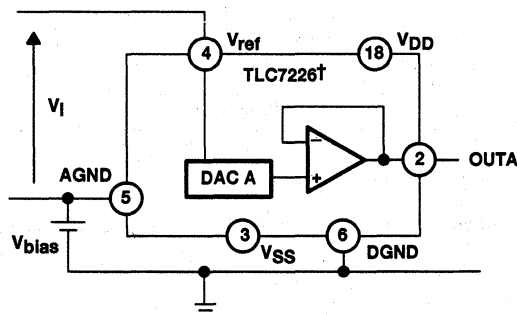 4
Vref
18
VDD
TLC7226†
VI
−
+
2
OUTA
DAC A
AGND
5
3
VSS
6
DGND
Vbias